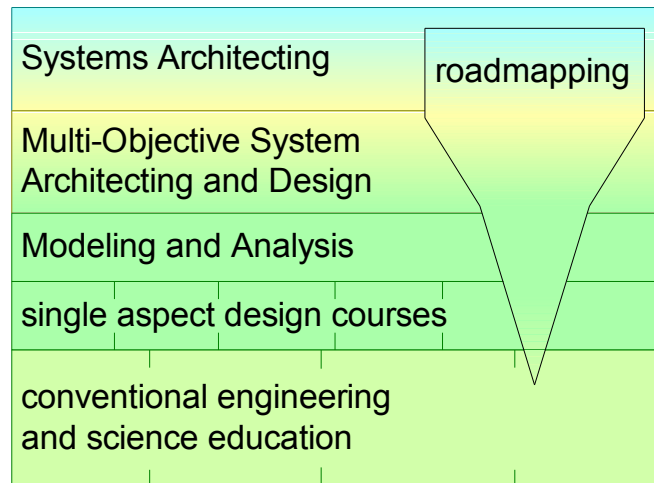 Systems Architecting
roadmapping
Multi-Objective System
Architecting and Design
Modeling and Analysis
single aspect design courses
conventional engineering
and science education